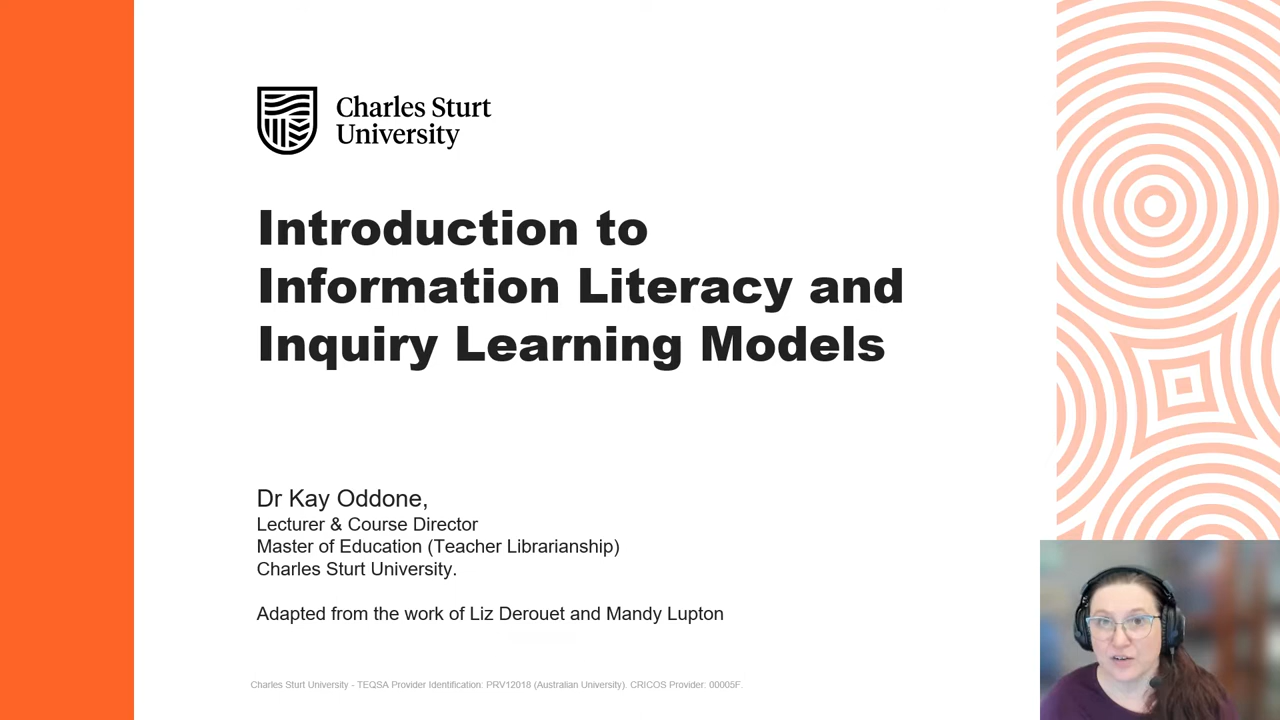 Charles Sturt
University
Introduction to
Information Literacy and
Inquiry Learning Models
Dr Kay Oddone,
Lecturer & Course Director
Master of Education (Teacher Librarianship)
Charles Sturt University.
Adapted from the work of Liz Derouet and Mandy Lupton
Charles Sturt University - TEQSA Provider Identification: PRV12018 (Australian University). CRICOS Provider: 00005F.